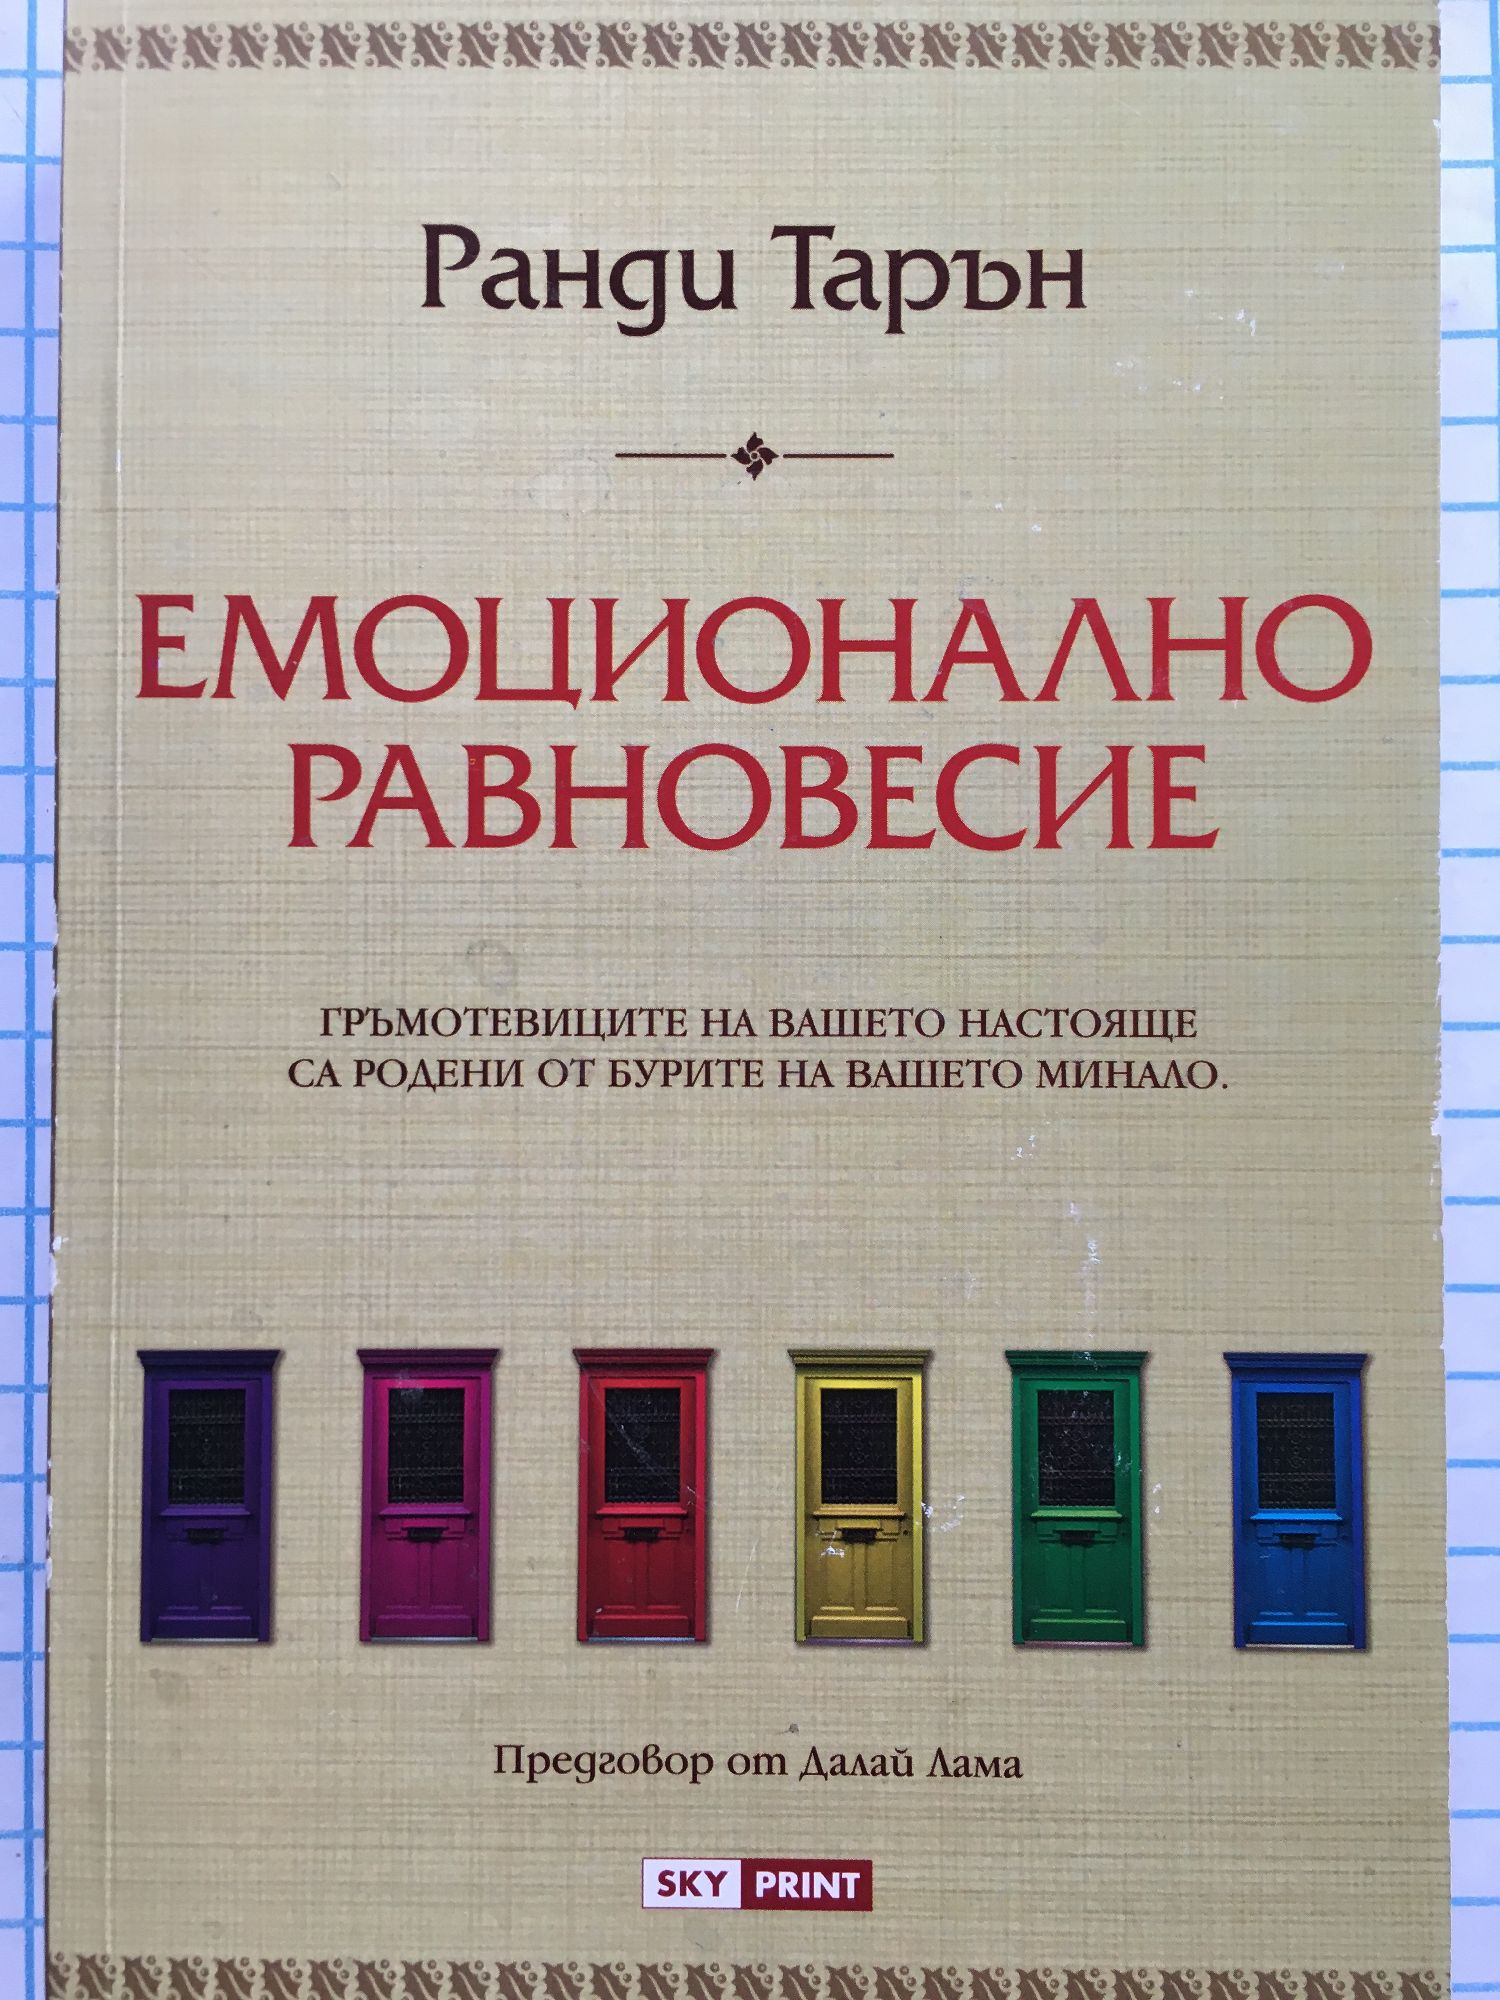 Ранди Тарън
ЕМОЦИОНАЛНО
РАВНОВЕСИЕ
ГРЪМОТЕВИЦИТЕ НА ВАШЕТО НАСТОЯЩЕ
СА РОДЕНИ ОТ БУРИТЕ НА ВАШЕТО МИНАЛО.
Предговор от Далай Лама
SKY PRINT